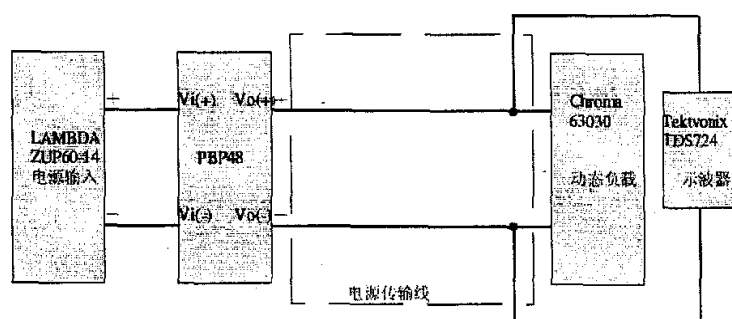 LAMBDA
ZUP60-14
电源输入
+
−
Vi(+) Vo(+)
PBP48
Vi(-) Vo(-)
+
−
电源传输线
Chroma
63030
动态负载
Tektvonix
TDS724
示波器